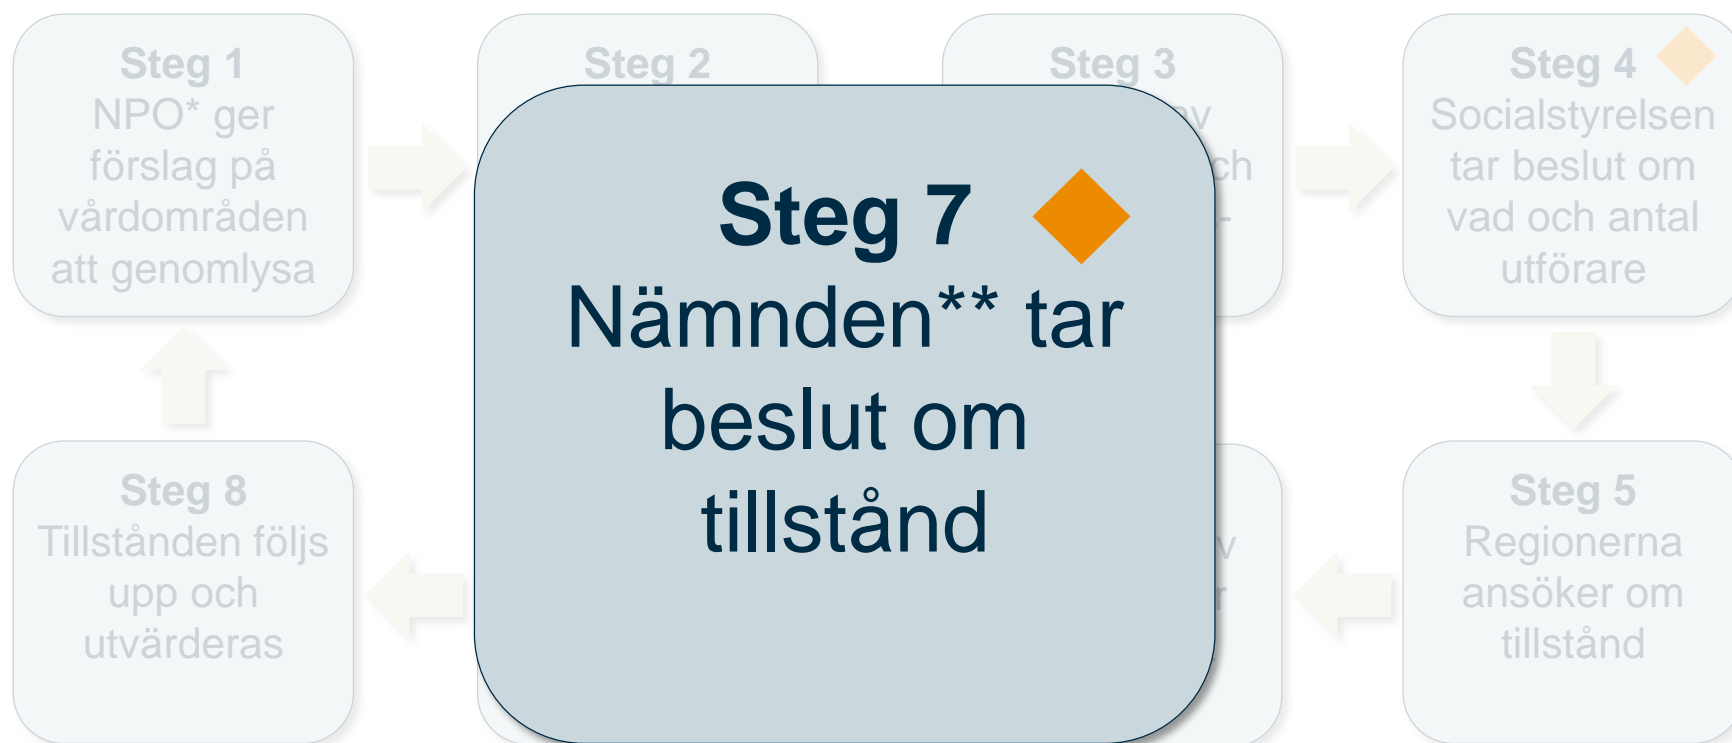 Steg 1
NPO* ger
förslag på
vårdområden
att genomlysa
Steg 2
Steg 3
Steg 4
Socialstyrelsen
tar beslut om
vad och antal
utförare
Steg 7
Nämnden** tar
beslut om
tillstånd
Steg 8
Tillstånden följs
upp och
utvärderas
Steg 5
Regionerna
ansöker om
tillstånd